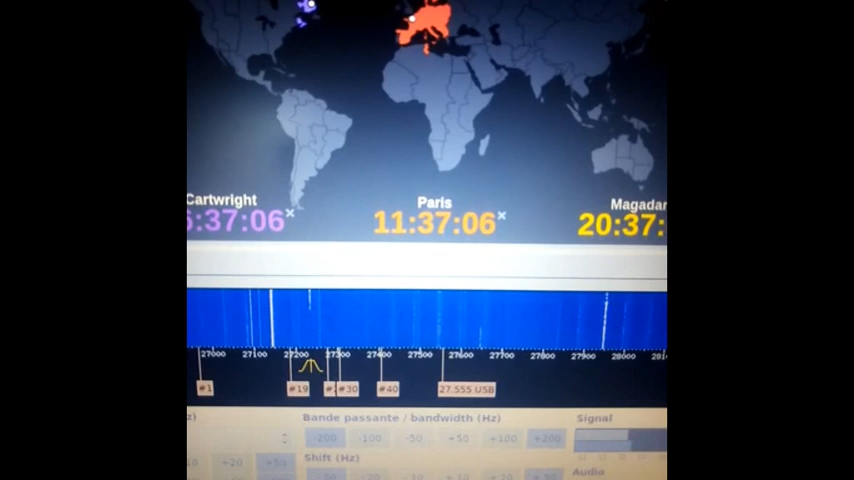 Cartwright Paris Magadan
:37:06× 11:37:06× 20:37:
27000 27100 27200 27300 27400 27500 27600 27700 27800 27900 28000 281
#1 #19 #30 #40 27.555 USB
z) Bande passante / bandwidth (Hz) Signal
-200 -100 -50 +50 +100 +200
Shift (Hz)
+20 +50
Audio